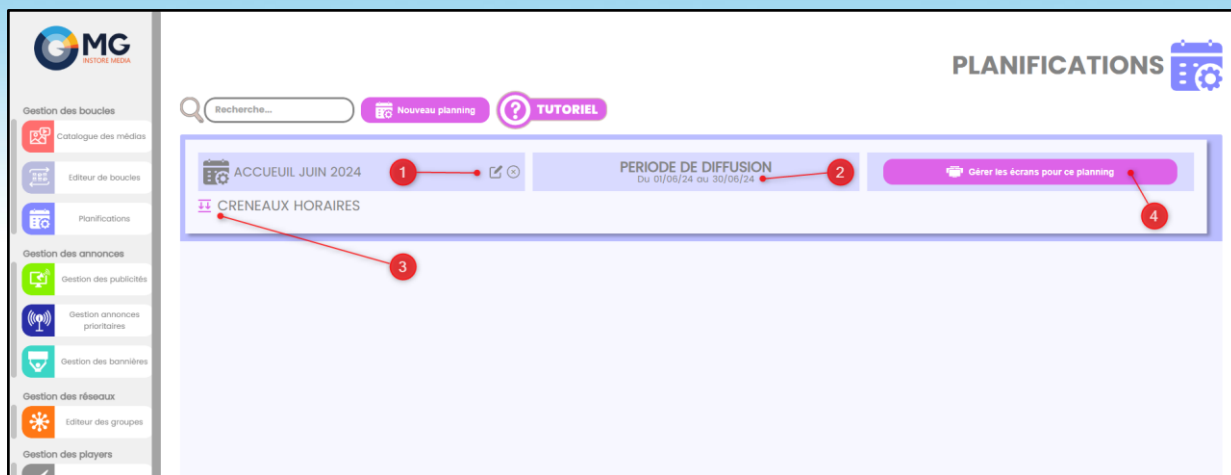 MG
INSTORE MEDIA
PLANIFICATIONS
Gestion des boucles
Catalogue des médias
Editeur de boucles
Planifications
Gestion des annonces
Gestion des publicités
Gestion annonces
prioritaires
Gestion des bannières
Gestion des réseaux
Editeur des groupes
Gestion des players
Recherche...
Nouveau planning
? TUTORIEL
ACCUEUIL JUIN 2024
1
PERIODE DE DIFFUSION
Du 01/06/24 au 30/06/24
2
Gérer les écrans pour ce planning
4
CRENEAUX HORAIRES
3